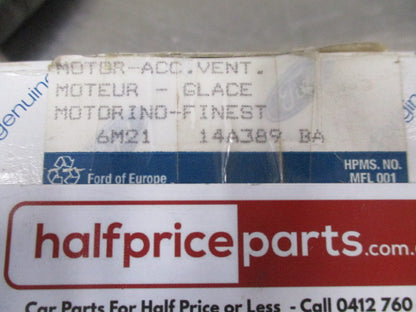 MOTOR-ACC.VENT.
MOTEUR - GLACE
MOTORINO-FINEST
6M21 14A389 BA
genuine
Ford of Europe
HPMS. NO.
MFL 001
halfpriceparts.com.
Car Parts For Half Price or Less - Call 0412 760